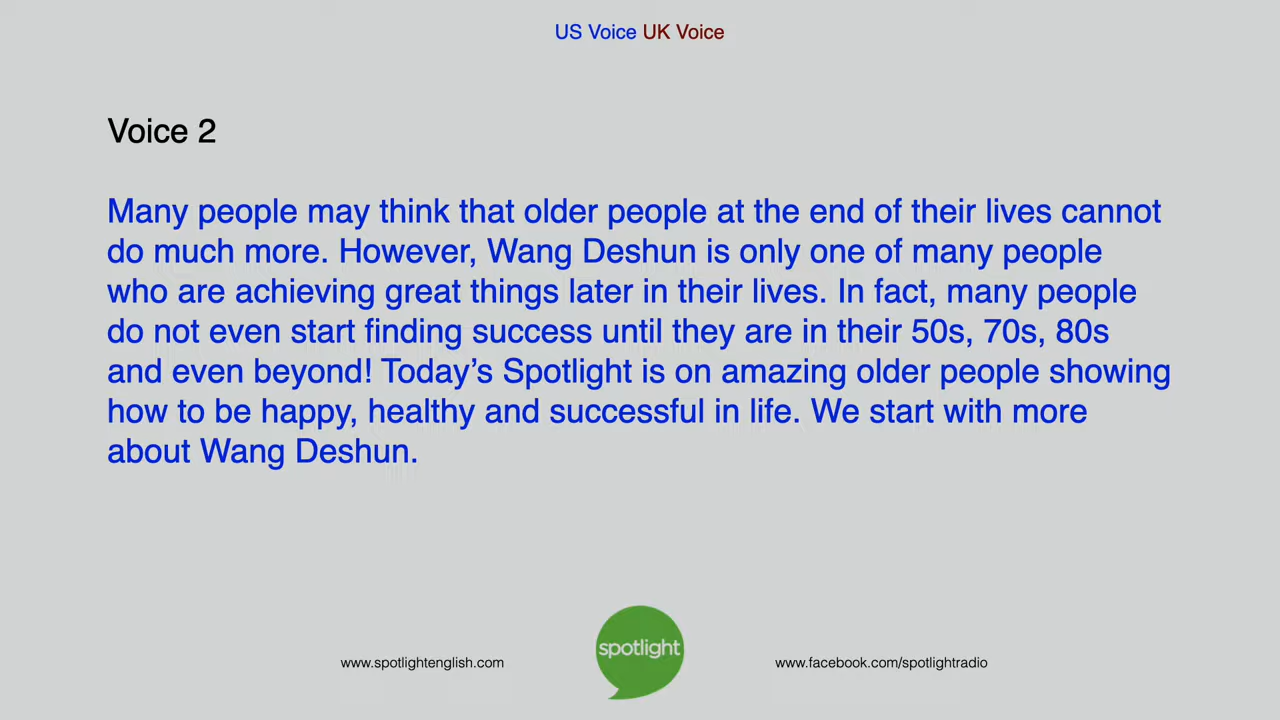 US Voice UK Voice
Voice 2
Many people may think that older people at the end of their lives cannot
do much more. However, Wang Deshun is only one of many people
who are achieving great things later in their lives. In fact, many people
do not even start finding success until they are in their 50s, 70s, 80s
and even beyond! Today’s Spotlight is on amazing older people showing
how to be happy, healthy and successful in life. We start with more
about Wang Deshun.
www.spotlightenglish.com
spotlight
www.facebook.com/spotlightradio